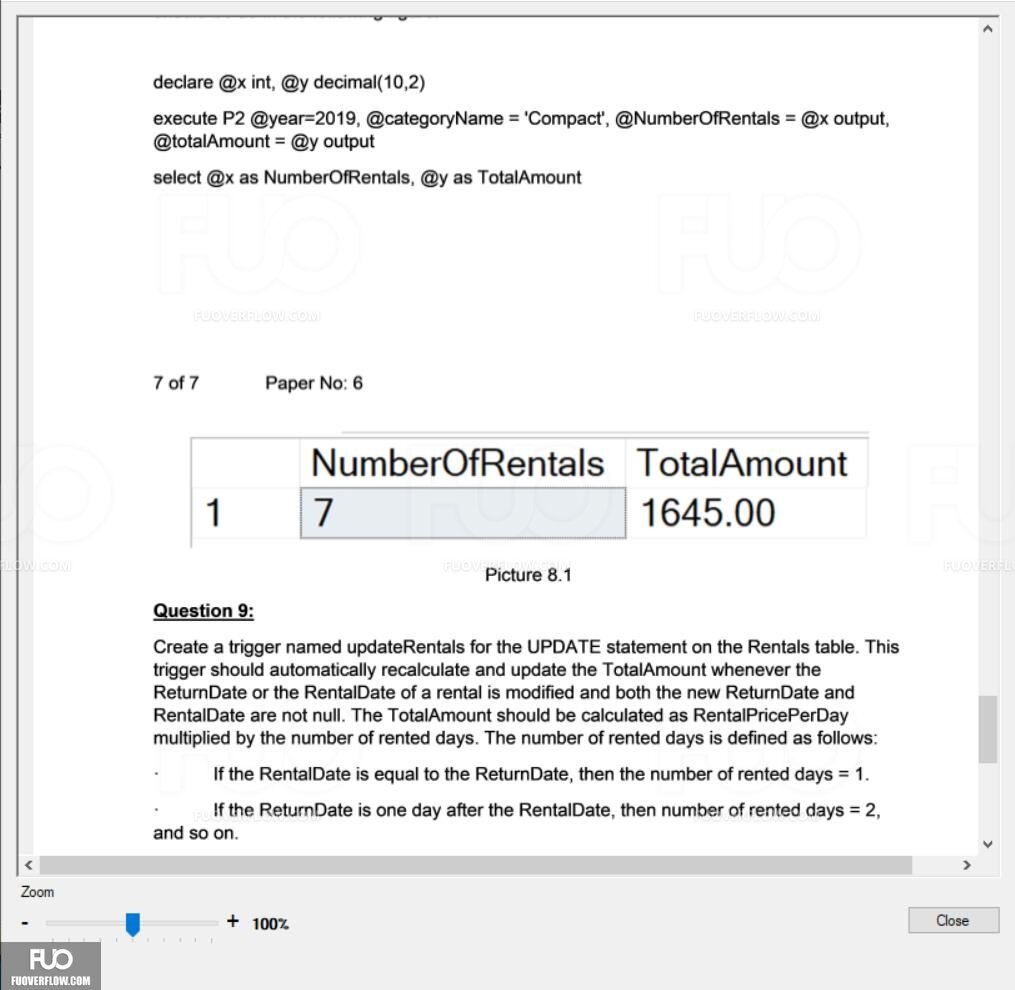 declare @x int, @y decimal(10,2)
execute P2 @year=2019, @categoryName = 'Compact', @NumberOfRentals = @x output,
@totalAmount = @y output
select @x as NumberOfRentals, @y as TotalAmount
FUOVERFLOW.COM FUOVERFLOW.COM
7 of 7 Paper No: 6
NumberOfRentals TotalAmount
1 7 1645.00
Picture 8.1
Question 9:
Create a trigger named updateRentals for the UPDATE statement on the Rentals table. This
trigger should automatically recalculate and update the TotalAmount whenever the
ReturnDate or the RentalDate of a rental is modified and both the new ReturnDate and
RentalDate are not null. The TotalAmount should be calculated as RentalPricePerDay
multiplied by the number of rented days. The number of rented days is defined as follows:
· If the RentalDate is equal to the ReturnDate, then the number of rented days = 1.
· If the ReturnDate is one day after the RentalDate, then number of rented days = 2,
and so on.
Zoom
- + 100%
Close
FUO
FUOVERFLOW.COM